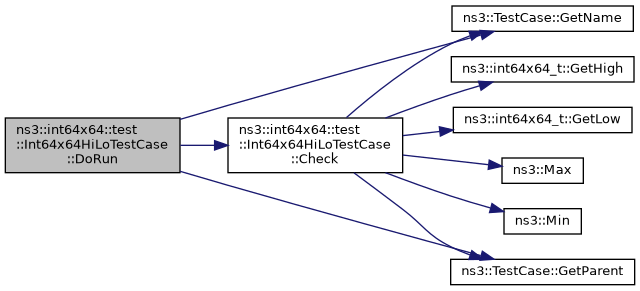 ns3::int64x64::test
::Int64x64HiLoTestCase
::DoRun
ns3::int64x64::test
::Int64x64HiLoTestCase
::Check
ns3::TestCase::GetName
ns3::int64x64_t::GetHigh
ns3::int64x64_t::GetLow
ns3::Max
ns3::Min
ns3::TestCase::GetParent